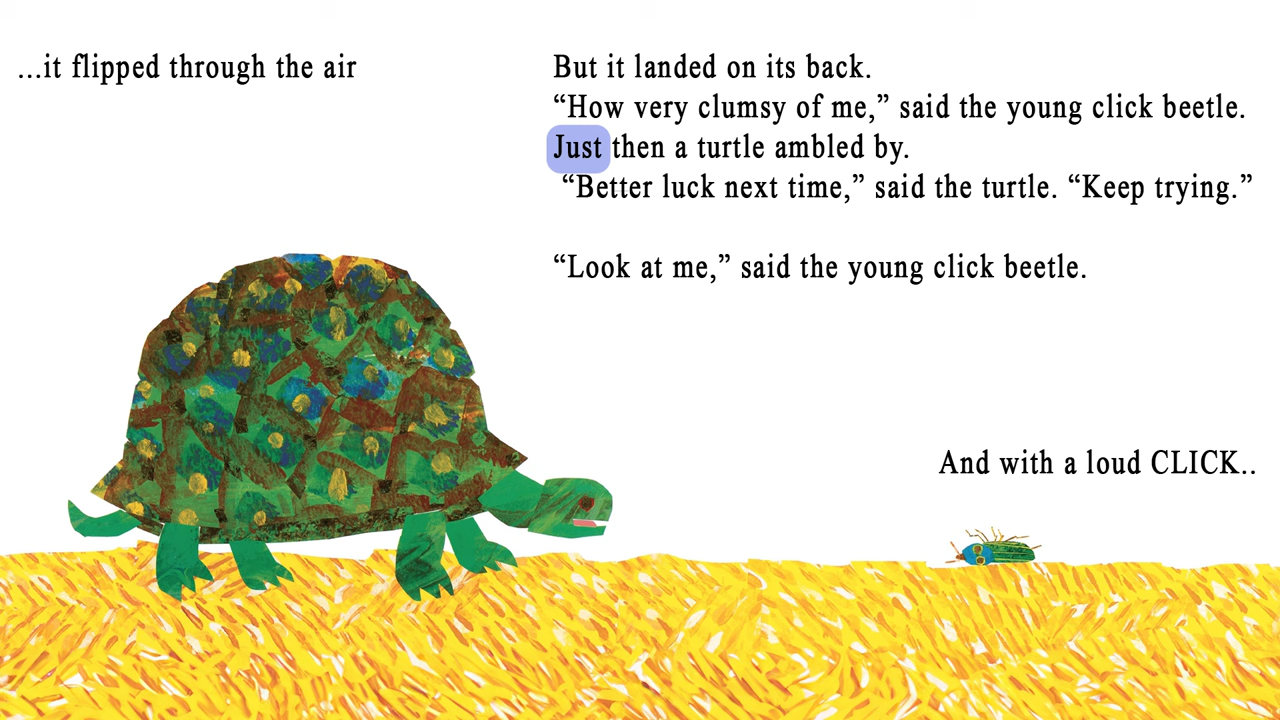 ...it flipped through the air
But it landed on its back.
“How very clumsy of me,” said the young click beetle.
Just then a turtle ambled by.
“Better luck next time,” said the turtle. “Keep trying.”
“Look at me,” said the young click beetle.
And with a loud CLICK..